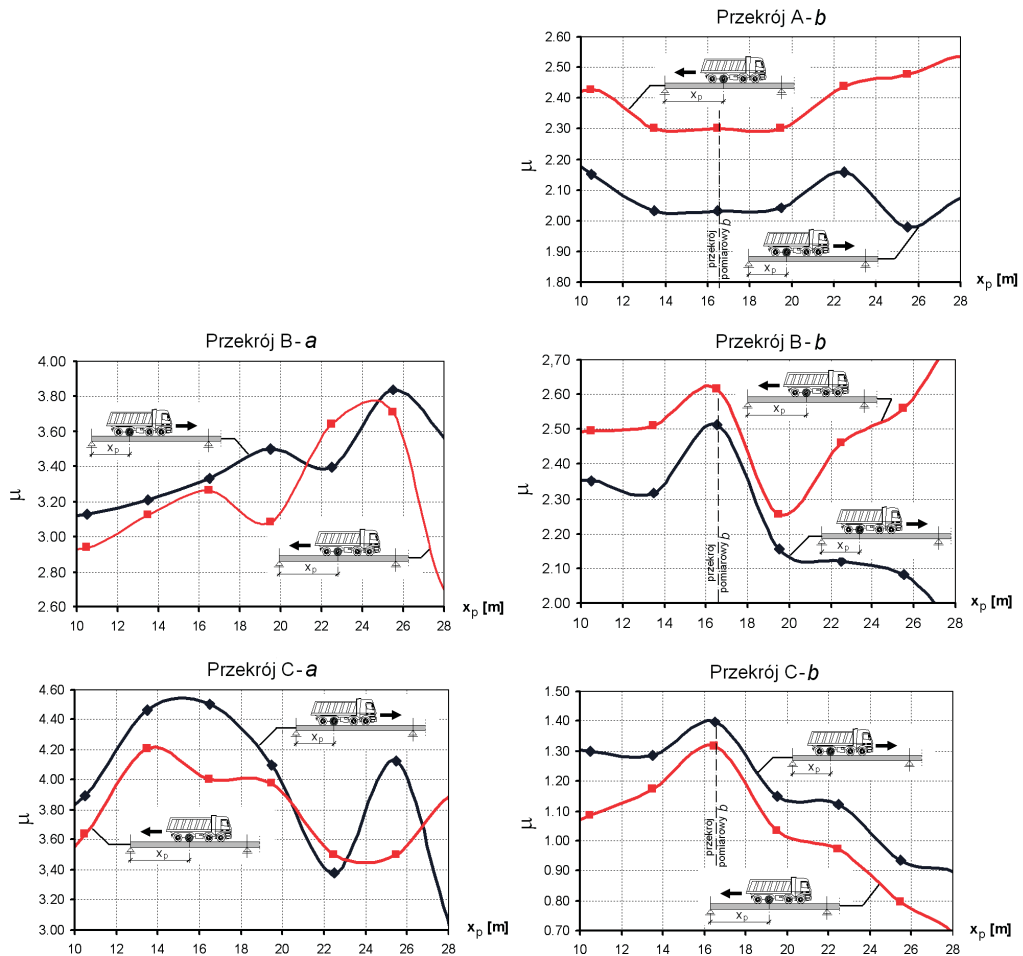 Przekrój A-b
2.60
2.50
2.40
2.30
2.20
2.10
2.00
1.90
1.80
μ
xp
xp
przekrój
pomiarowy b
10 12 14 16 18 20 22 24 26 28
xp [m]
Przekrój B-a
4.00
3.80
3.60
3.40
3.20
3.00
2.80
2.60
μ
xp
xp
10 12 14 16 18 20 22 24 26 28
xp [m]
Przekrój B-b
2,70
2.60
2.50
2.40
2.30
2.20
2.10
2.00
μ
xp
xp
przekrój
pomiarowy b
10 12 14 16 18 20 22 24 26 28
xp [m]
Przekrój C-a
4.60
4.40
4.20
4.00
3.80
3.60
3.40
3.20
3.00
μ
xp
xp
10 12 14 16 18 20 22 24 26 28
xp [m]
Przekrój C-b
1.50
1.40
1.30
1.20
1.10
1.00
0.90
0.80
0.70
μ
xp
xp
przekrój
pomiarowy b
10 12 14 16 18 20 22 24 26 28
xp [m]